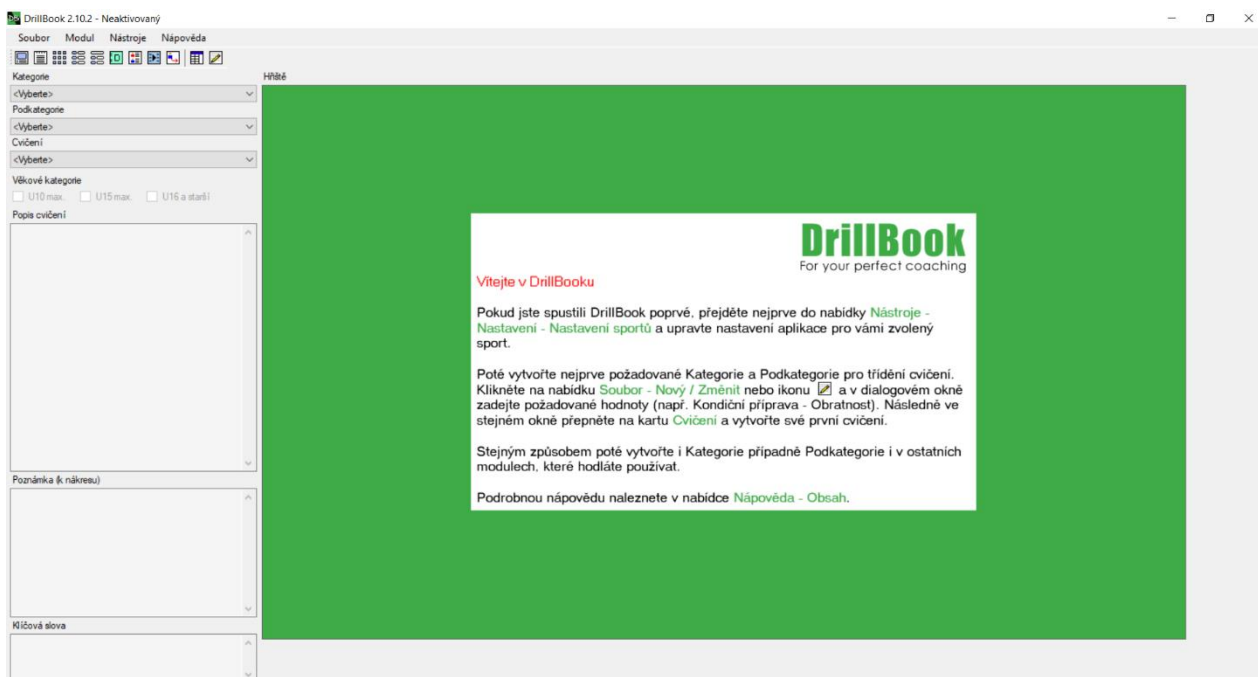 DrillBook 2.10.2 - Neaktivovaný
Soubor Modul Nástroje Nápověda
Kategorie
<Vyberte>
Podkategorie
<Vyberte>
Cvičení
<Vyberte>
Věkové kategorie
U10 max. U15 max. U16 a starší
Popis cvičení
Poznámka (k nákresu)
Klíčová slova
Hřiště
DrillBook
For your perfect coaching
Vítejte v DrillBooku
Pokud jste spustili DrillBook poprvé, přejděte nejprve do nabídky Nástroje -
Nastavení - Nastavení sportů a upravte nastavení aplikace pro vámi zvolený
sport.
Poté vytvořte nejprve požadované Kategorie a Podkategorie pro třídění cvičení.
Klikněte na nabídku Soubor - Nový / Změnit nebo ikonu a v dialogovém okně
zadejte požadované hodnoty (např. Kondiční příprava - Obratnost). Následně ve
stejném okně přepněte na kartu Cvičení a vytvořte své první cvičení.
Stejným způsobem poté vytvořte i Kategorie případně Podkategorie i v ostatních
modulech, které hodláte používat.
Podrobnou nápovědu naleznete v nabídce Nápověda - Obsah.